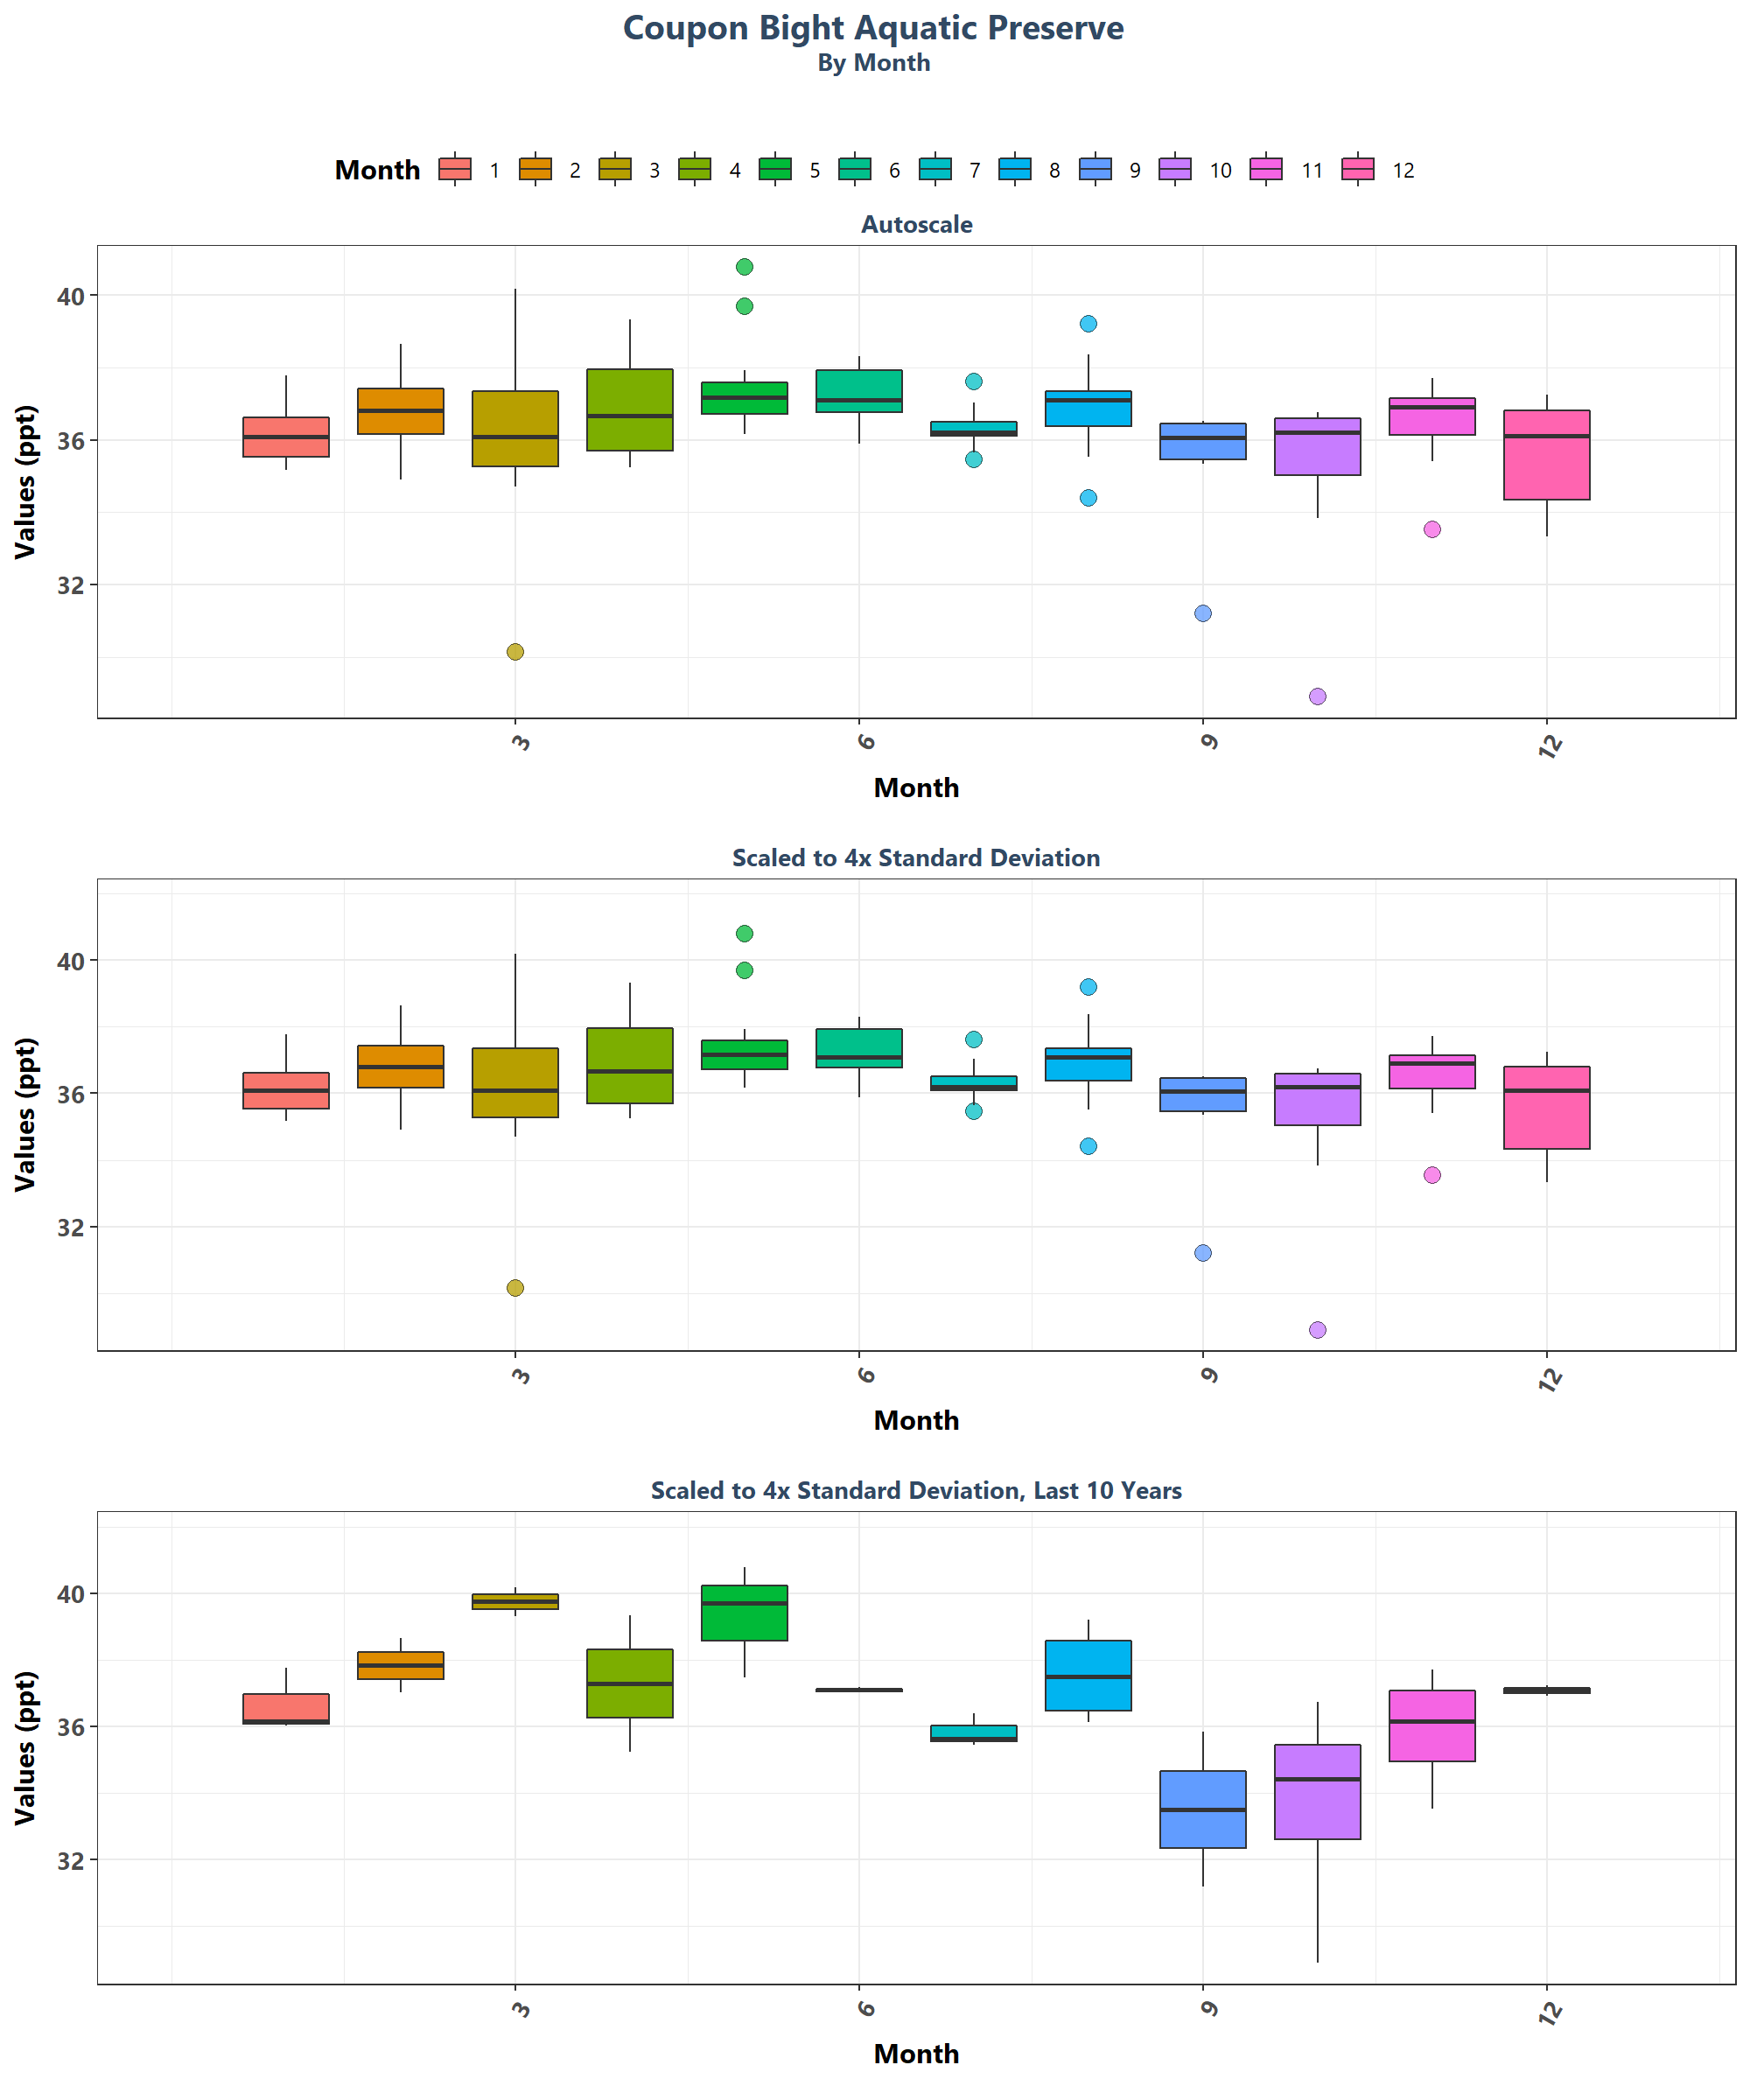 Coupon Bight Aquatic Preserve
By Month
Month 1 2 3 4 5 6 7 8 9 10 11 12
Autoscale
Values (ppt)
40
36
32
3 6 9 12
Month
Scaled to 4x Standard Deviation
Values (ppt)
40
36
32
3 6 9 12
Month
Scaled to 4x Standard Deviation, Last 10 Years
Values (ppt)
40
36
32
3 6 9 12
Month